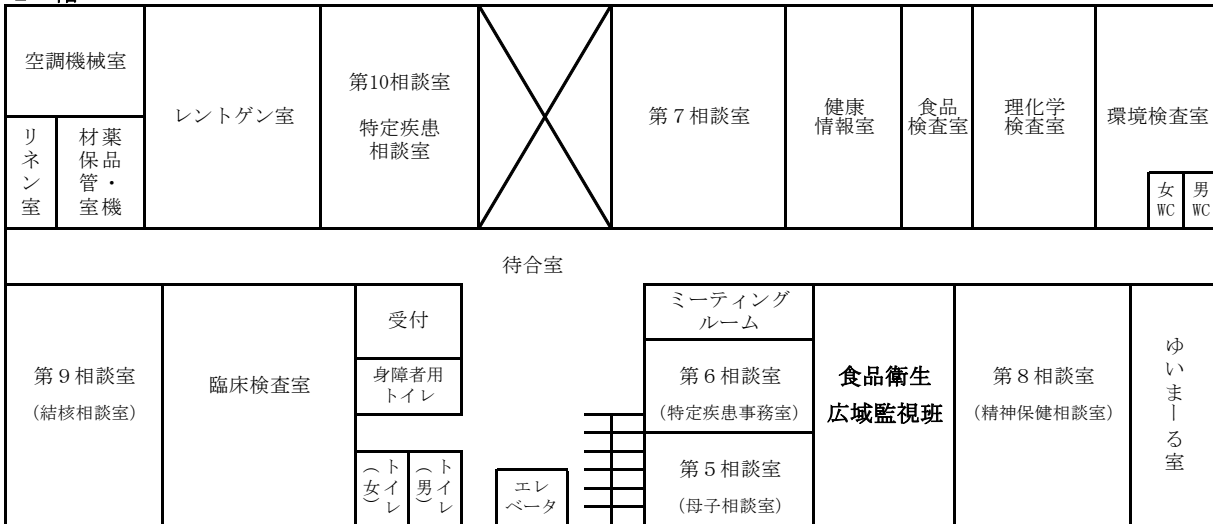 空調機械室
リネン室
薬品・機
材保管室
レントゲン室
第10相談室
特定疾患
相談室
第７相談室
健康
情報室
食品
検査室
理化学
検査室
環境検査室
女
WC
男
WC
待合室
第９相談室
（結核相談室）
臨床検査室
受付
身障者用
トイレ
トイレ
（女）
トイレ
（男）
エレ
ベータ
ミーティング
ルーム
第６相談室
（特定疾患事務室）
第５相談室
（母子相談室）
食品衛生
広域監視班
第８相談室
（精神保健相談室）
ゆいまーる室